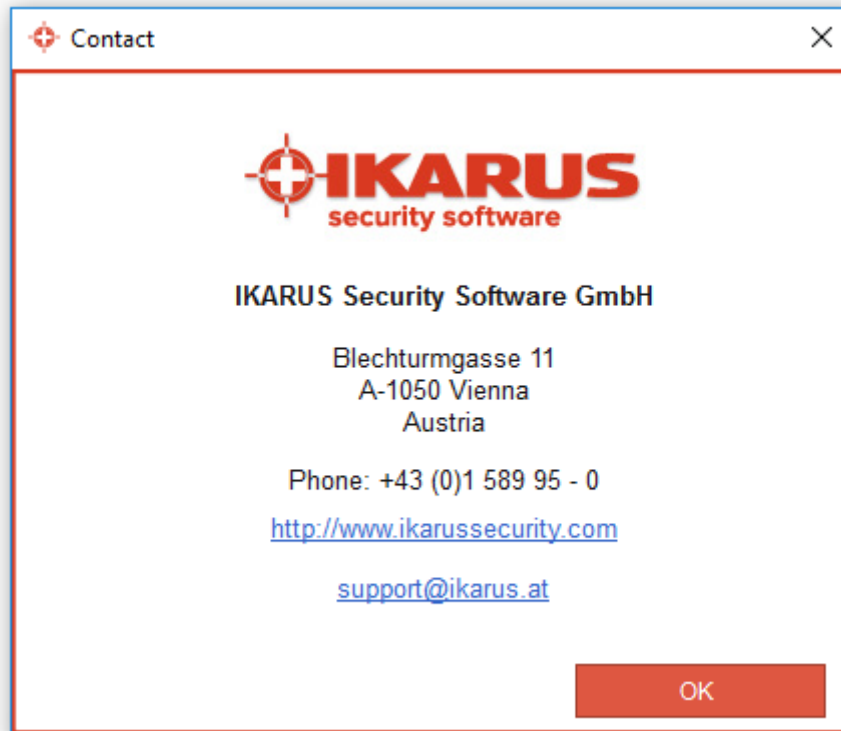 Contact
IKARUS
security software
IKARUS Security Software GmbH
Blechturmgasse 11
A-1050 Vienna
Austria
Phone: +43 (0)1 589 95 - 0
http://www.ikarussecurity.com
support@ikarus.at
OK